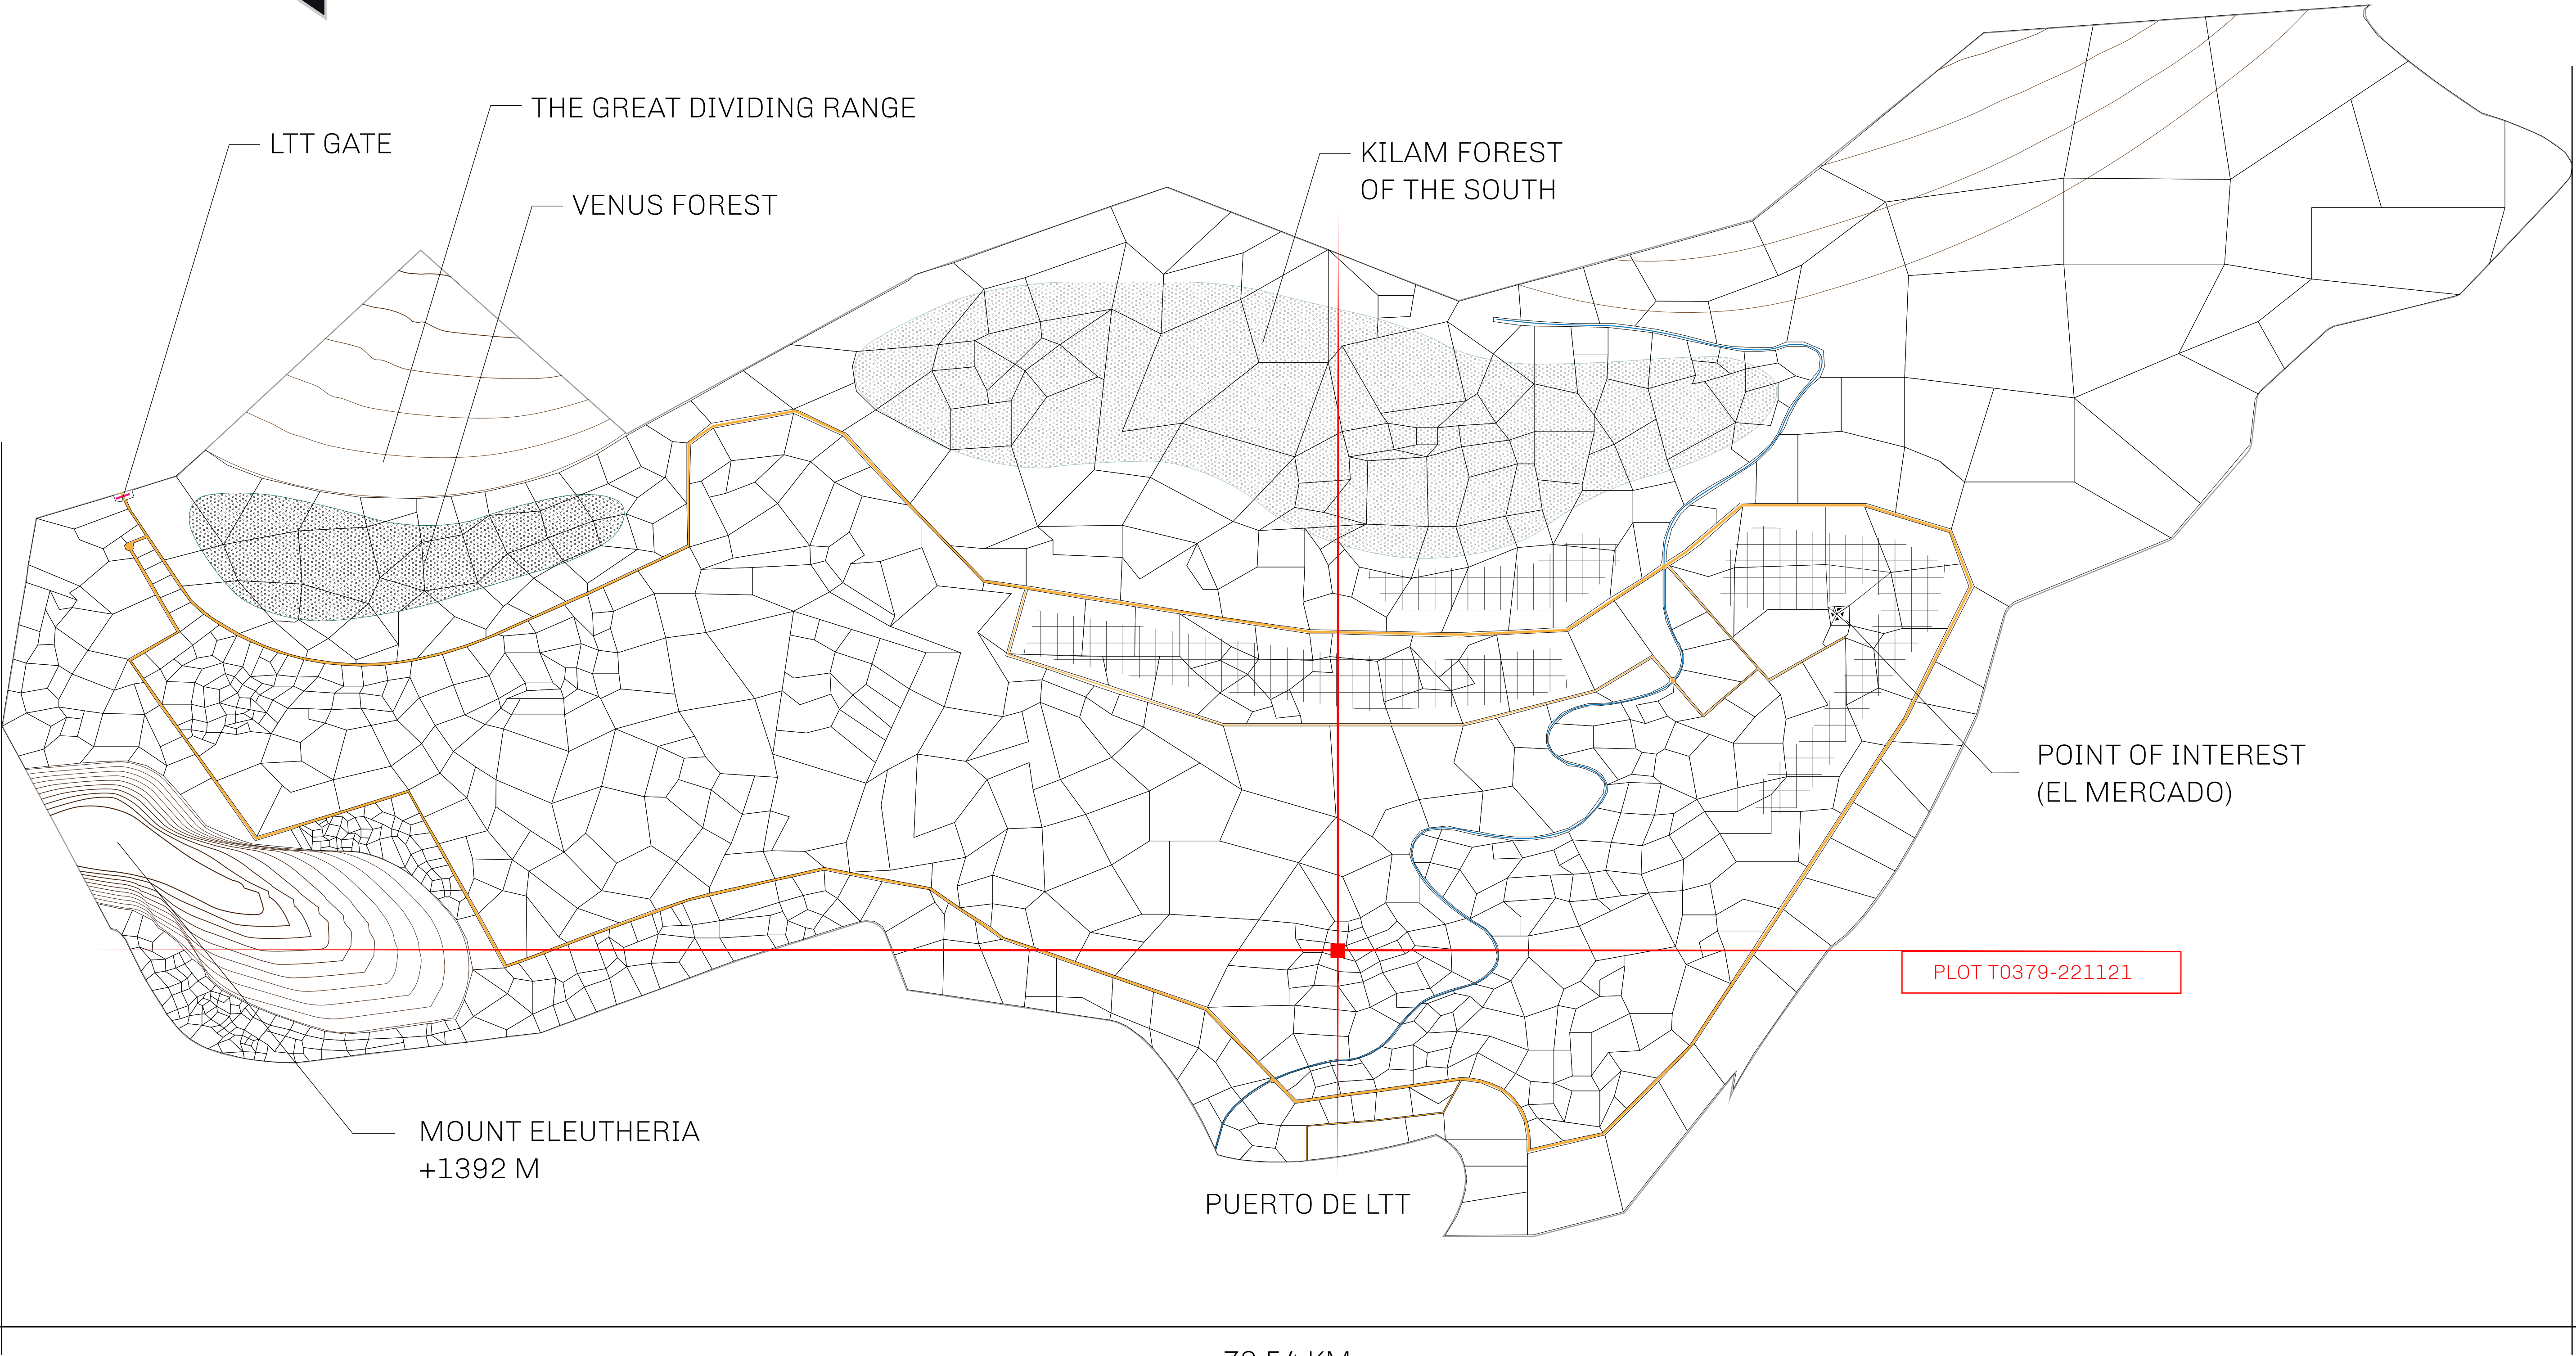 THE GREAT DIVIDING RANGE
LTT GATE
VENUS FOREST
KILAM FOREST
OF THE SOUTH
POINT OF INTEREST
(EL MERCADO)
PLOT T0379-221121
MOUNT ELEUTHERIA
+1392 M
PUERTO DE LTT
KM